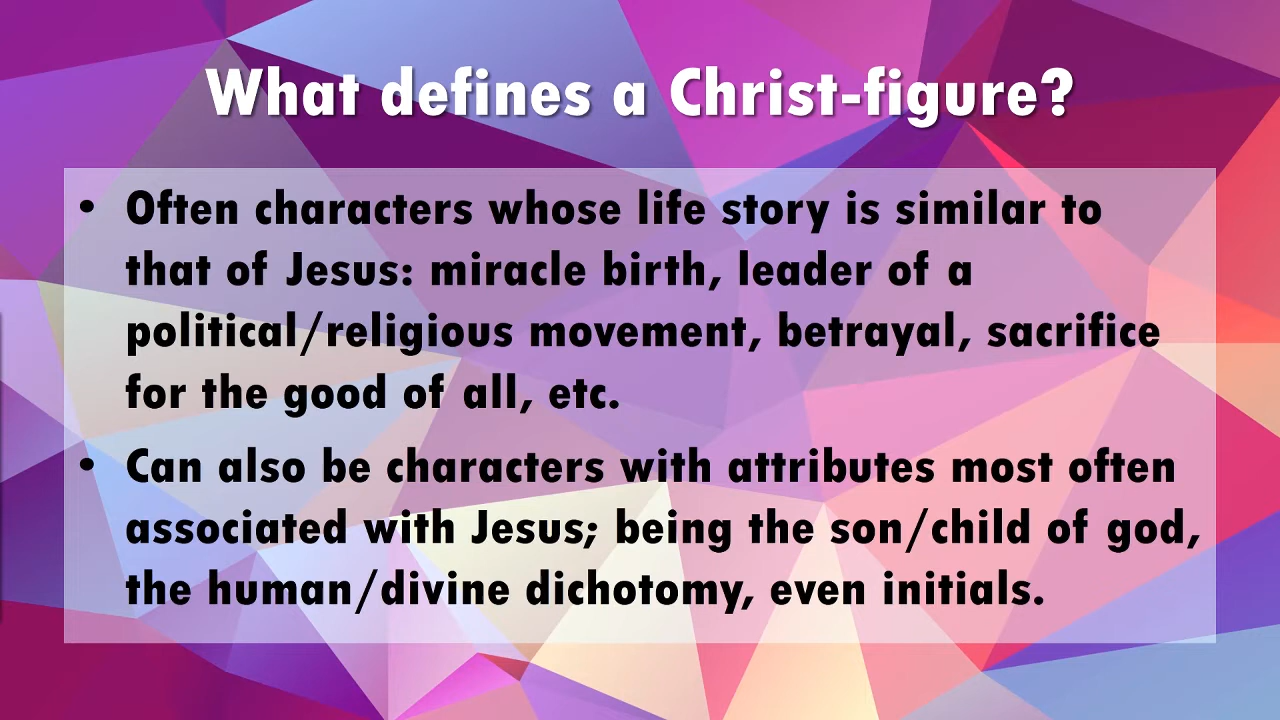 What defines a Christ-figure?
• Often characters whose life story is similar to
that of Jesus: miracle birth, leader of a
political/religious movement, betrayal, sacrifice
for the good of all, etc.
• Can also be characters with attributes most often
associated with Jesus; being the son/child of god,
the human/divine dichotomy, even initials.